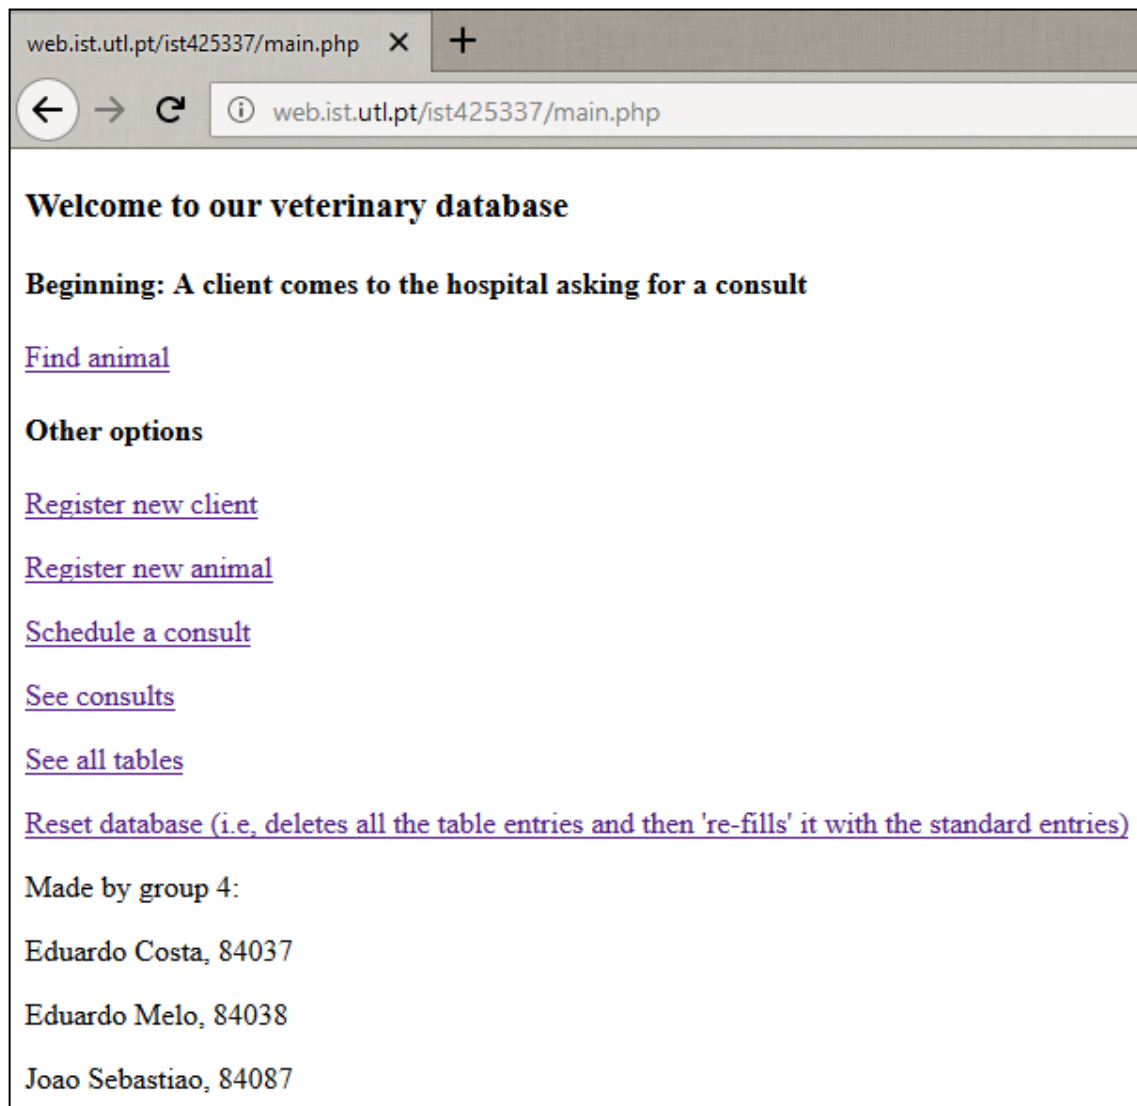 web.ist.utl.pt/ist425337/main.php
web.ist.utl.pt/ist425337/main.php
Welcome to our veterinary database
Beginning: A client comes to the hospital asking for a consult
Find animal
Other options
Register new client
Register new animal
Schedule a consult
See consults
See all tables
Reset database (i.e, deletes all the table entries and then 're-fills' it with the standard entries)
Made by group 4:
Eduardo Costa, 84037
Eduardo Melo, 84038
Joao Sebastiao, 84087